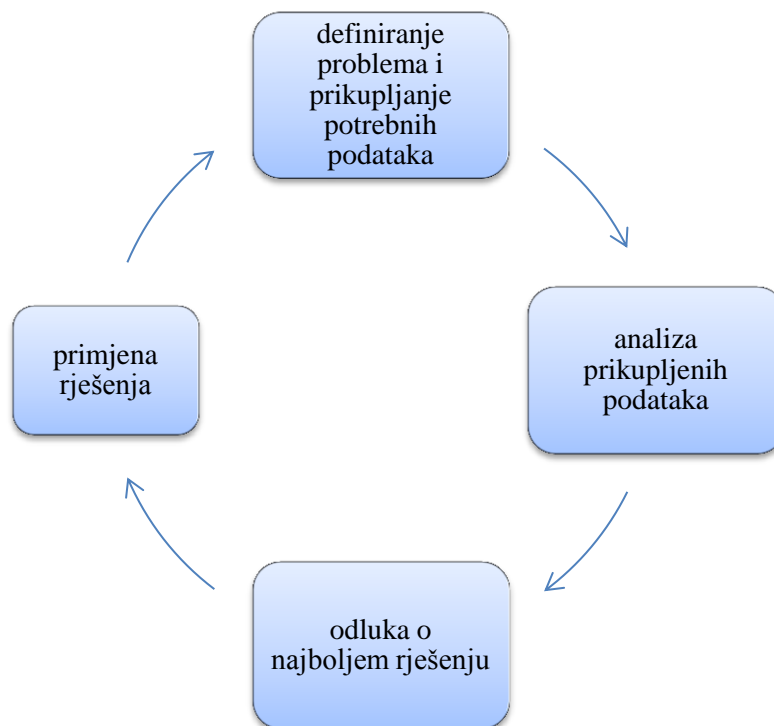 definiranje
problema i
prikupljanje
potrebnih
podataka
analiza
prikupljenih
podataka
odluka o
najboljem rješenju
primjena
rješenja